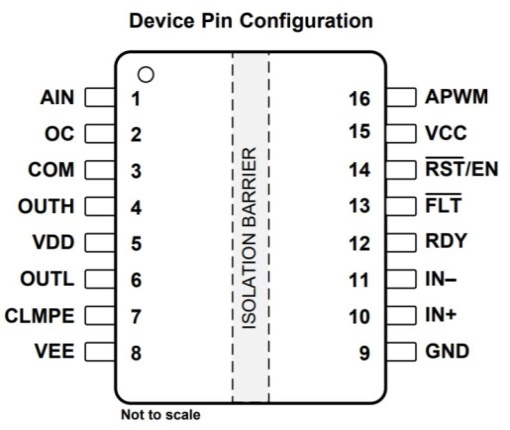 Device Pin Configuration
AIN 1 16 APWM
OC 2 15 VCC
COM 3 14 RST/EN
OUTH 4 13 FLT
VDD 5 12 RDY
OUTL 6 11 IN–
CLMPE 7 10 IN+
VEE 8 9 GND
ISOLATION BARRIER
Not to scale